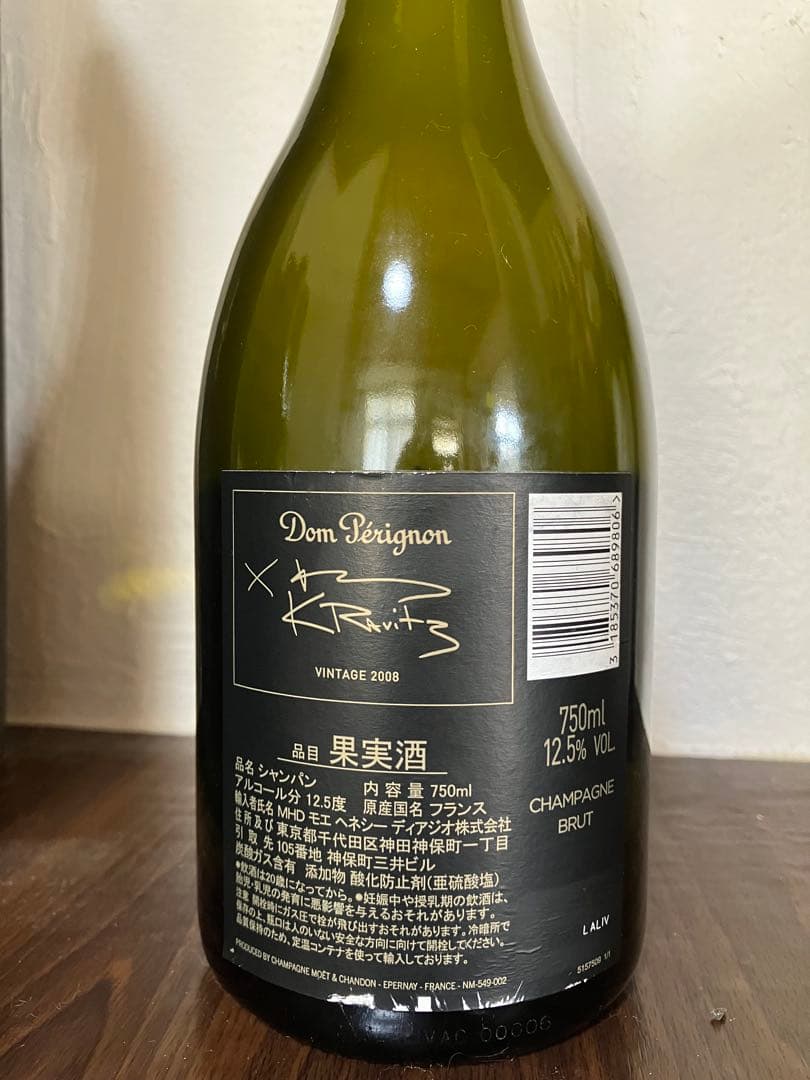 Dom Pérignon
×
KRavitz
VINTAGE 2008
3 185370 689806 >
750ml
12.5% VOL.
CHAMPAGNE
BRUT
品目 果実酒
品名 シャンパン 内容量 750ml
アルコール分 12.5度 原産国名 フランス
輸入者氏名 MHD モエ ヘネシー ディアジオ株式会社
住所及び 東京都千代田区神田神保町一丁目
引取先 105番地 神保町三井ビル
炭酸ガス含有 添加物 酸化防止剤(亜硫酸塩)
●飲酒は20歳になってから。●妊娠中や授乳期の飲酒は、
胎児・乳児の発育に悪影響を与えるおそれがあります。
注意 開栓時にガス圧で栓が飛び出すおそれがあります。冷暗所で
保存の上、瓶口は人のいない安全な方向に向けて開栓してください。
品質保持のため、定温コンテナを使って輸入しております。
PRODUCED BY CHAMPAGNE MOËT & CHANDON - EPERNAY - FRANCE - NM-549-002
LALIV
5157509 1/1